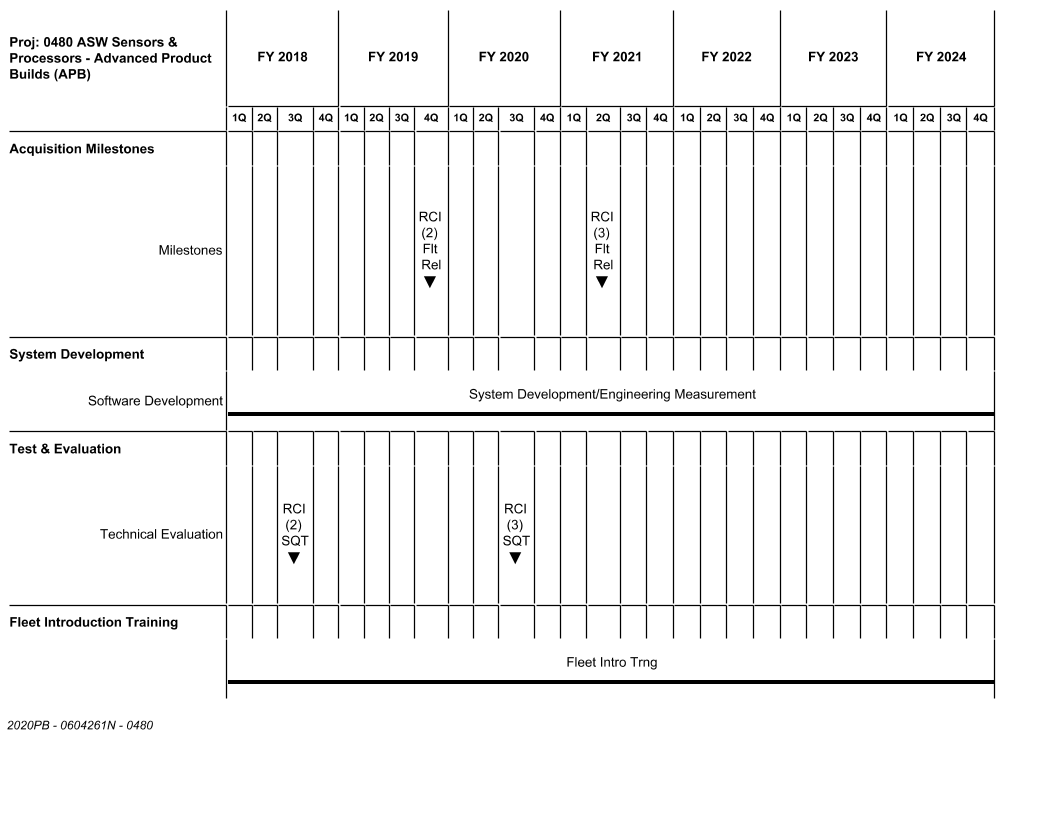 Proj: 0480 ASW Sensors &
Processors - Advanced Product
Builds (APB)
FY 2018 FY 2019 FY 2020 FY 2021 FY 2022 FY 2023 FY 2024
1Q 2Q 3Q 4Q 1Q 2Q 3Q 4Q 1Q 2Q 3Q 4Q 1Q 2Q 3Q 4Q 1Q 2Q 3Q 4Q 1Q 2Q 3Q 4Q 1Q 2Q 3Q 4Q
Acquisition Milestones
Milestones
RCI
(2)
Flt
Rel
RCI
(3)
Flt
Rel
System Development
Software Development
System Development/Engineering Measurement
Test & Evaluation
Technical Evaluation
RCI
(2)
SQT
RCI
(3)
SQT
Fleet Introduction Training
Fleet Intro Trng
2020PB - 0604261N - 0480